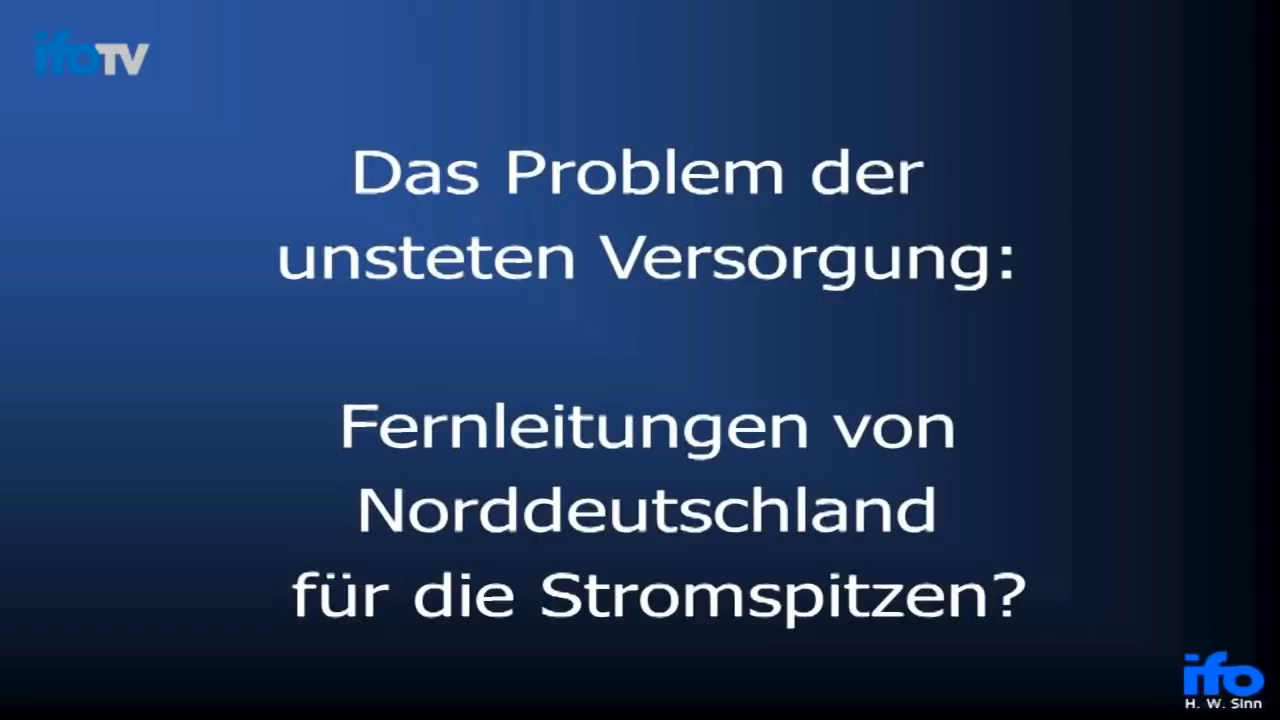 ifoTV
Das Problem der
unsteten Versorgung:
Fernleitungen von
Norddeutschland
für die Stromspitzen?
ifo
H. W. Sinn